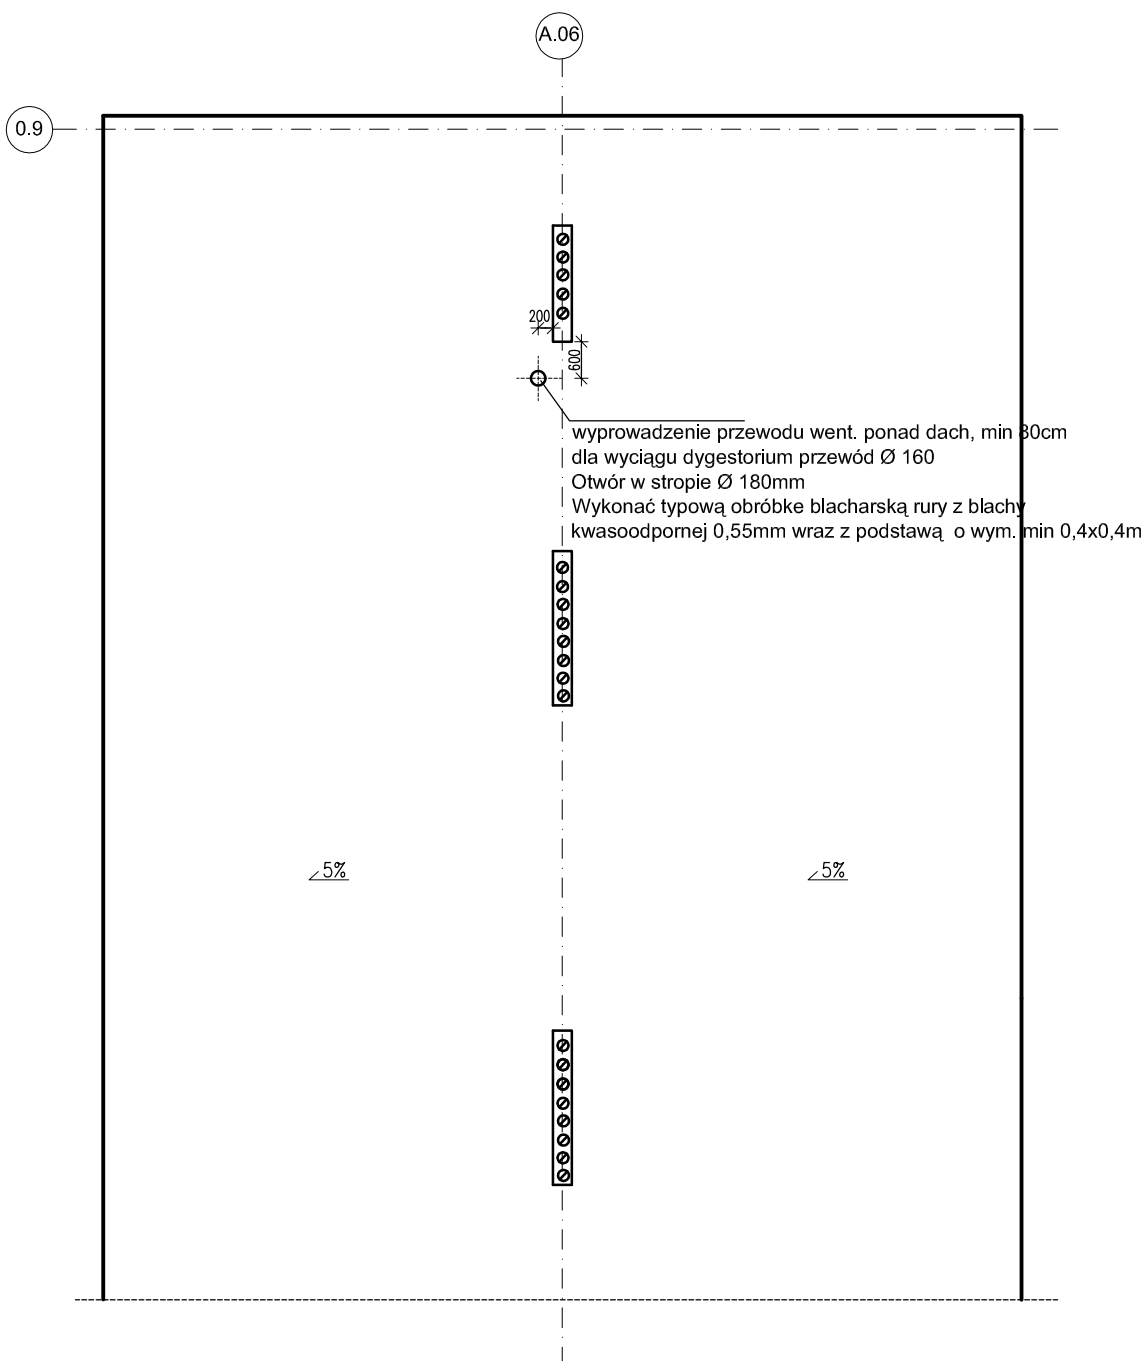 A.06
0.9
200
600
wyprowadzenie przewodu went. ponad dach, min 80cm
dla wyciągu dygestorium przewód Ø 160
Otwór w stropie Ø 180mm
Wykonać typową obróbke blacharską rury z blachy
kwasoodpornej 0,55mm wraz z podstawą o wym. min 0,4x0,4m
5%
5%